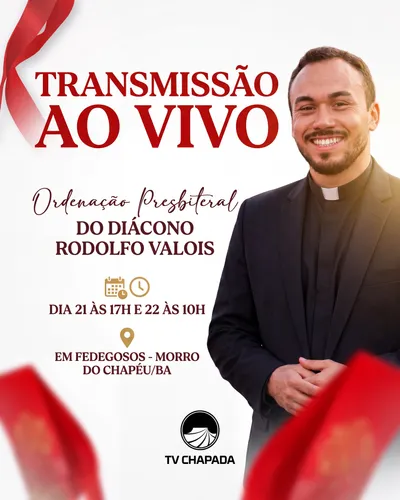 TRANSMISSÃO
AO VIVO
Ordenação Presbiteral
DO DIÁCONO
RODOLFO VALOIS
DIA 21 ÀS 17H E 22 ÀS 10H
EM FEDEGOSOS - MORRO
DO CHAPÉU/BA
TV CHAPADA